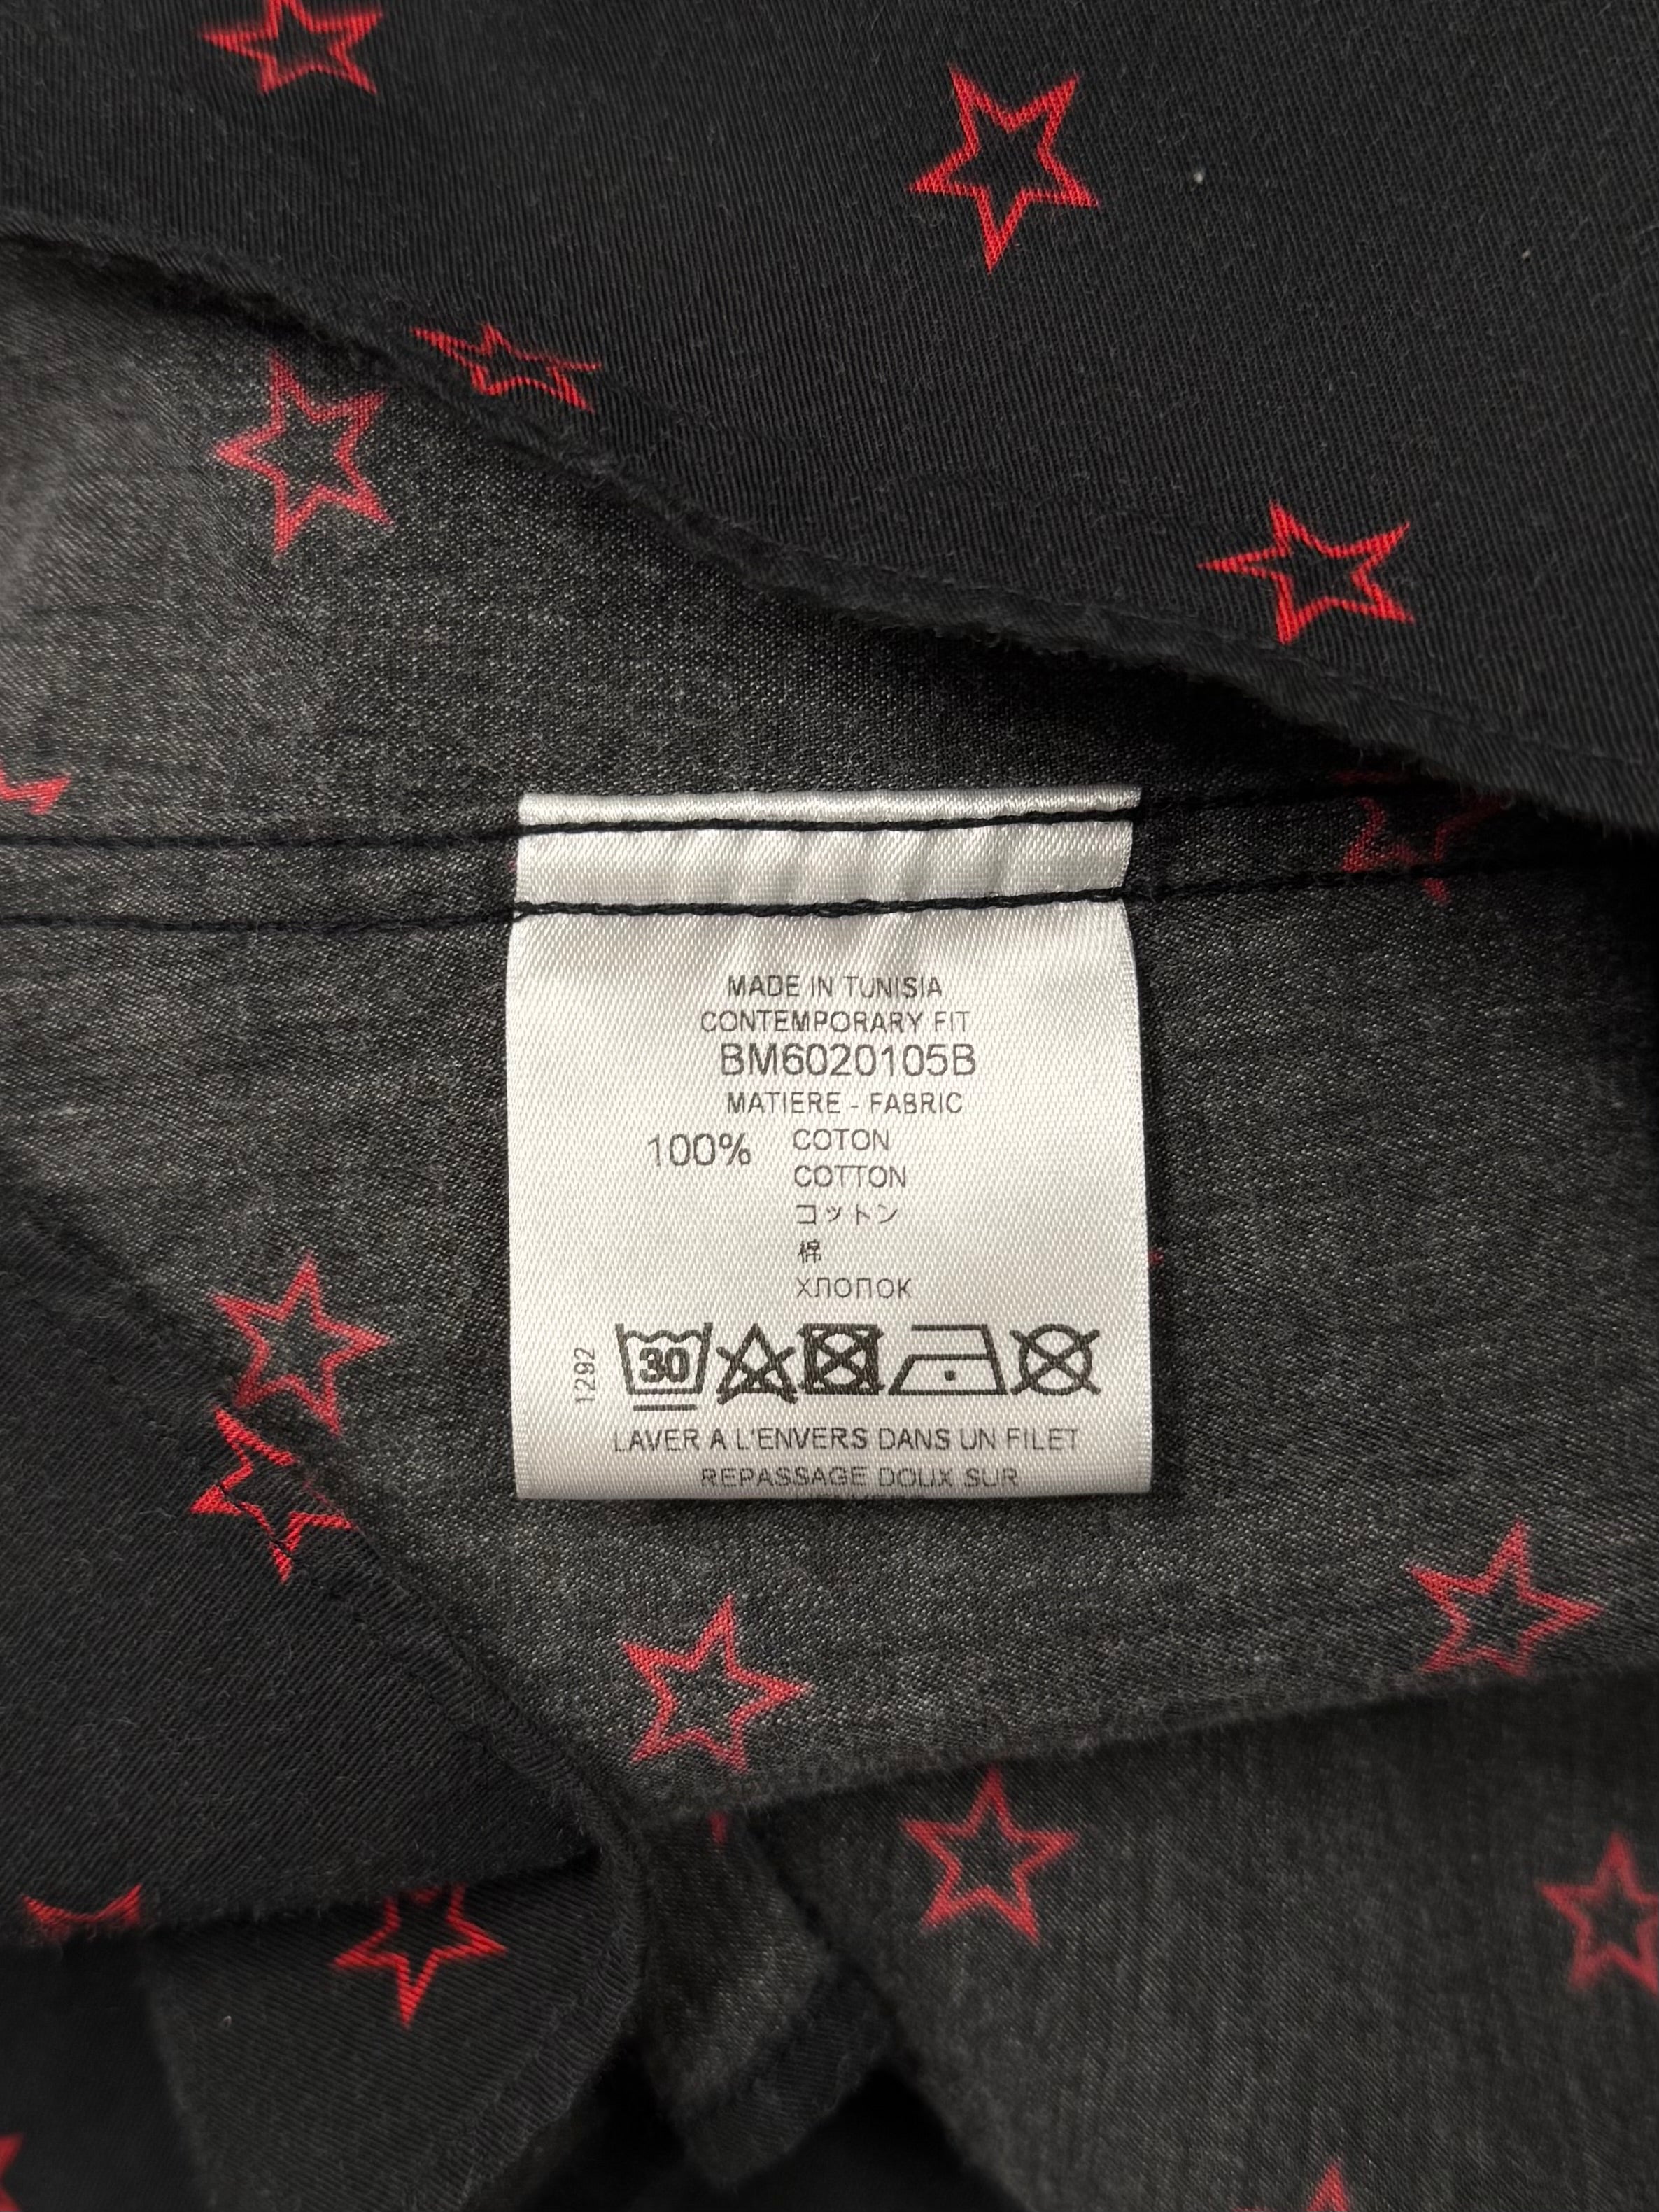 MADE IN TUNISIA
CONTEMPORARY FIT
BM6020105B
MATIERE - FABRIC
100% COTON
COTTON
コットン
棉
ХЛОПОК
1292
30
LAVER A L'ENVERS DANS UN FILET
REPASSAGE DOUX SUR